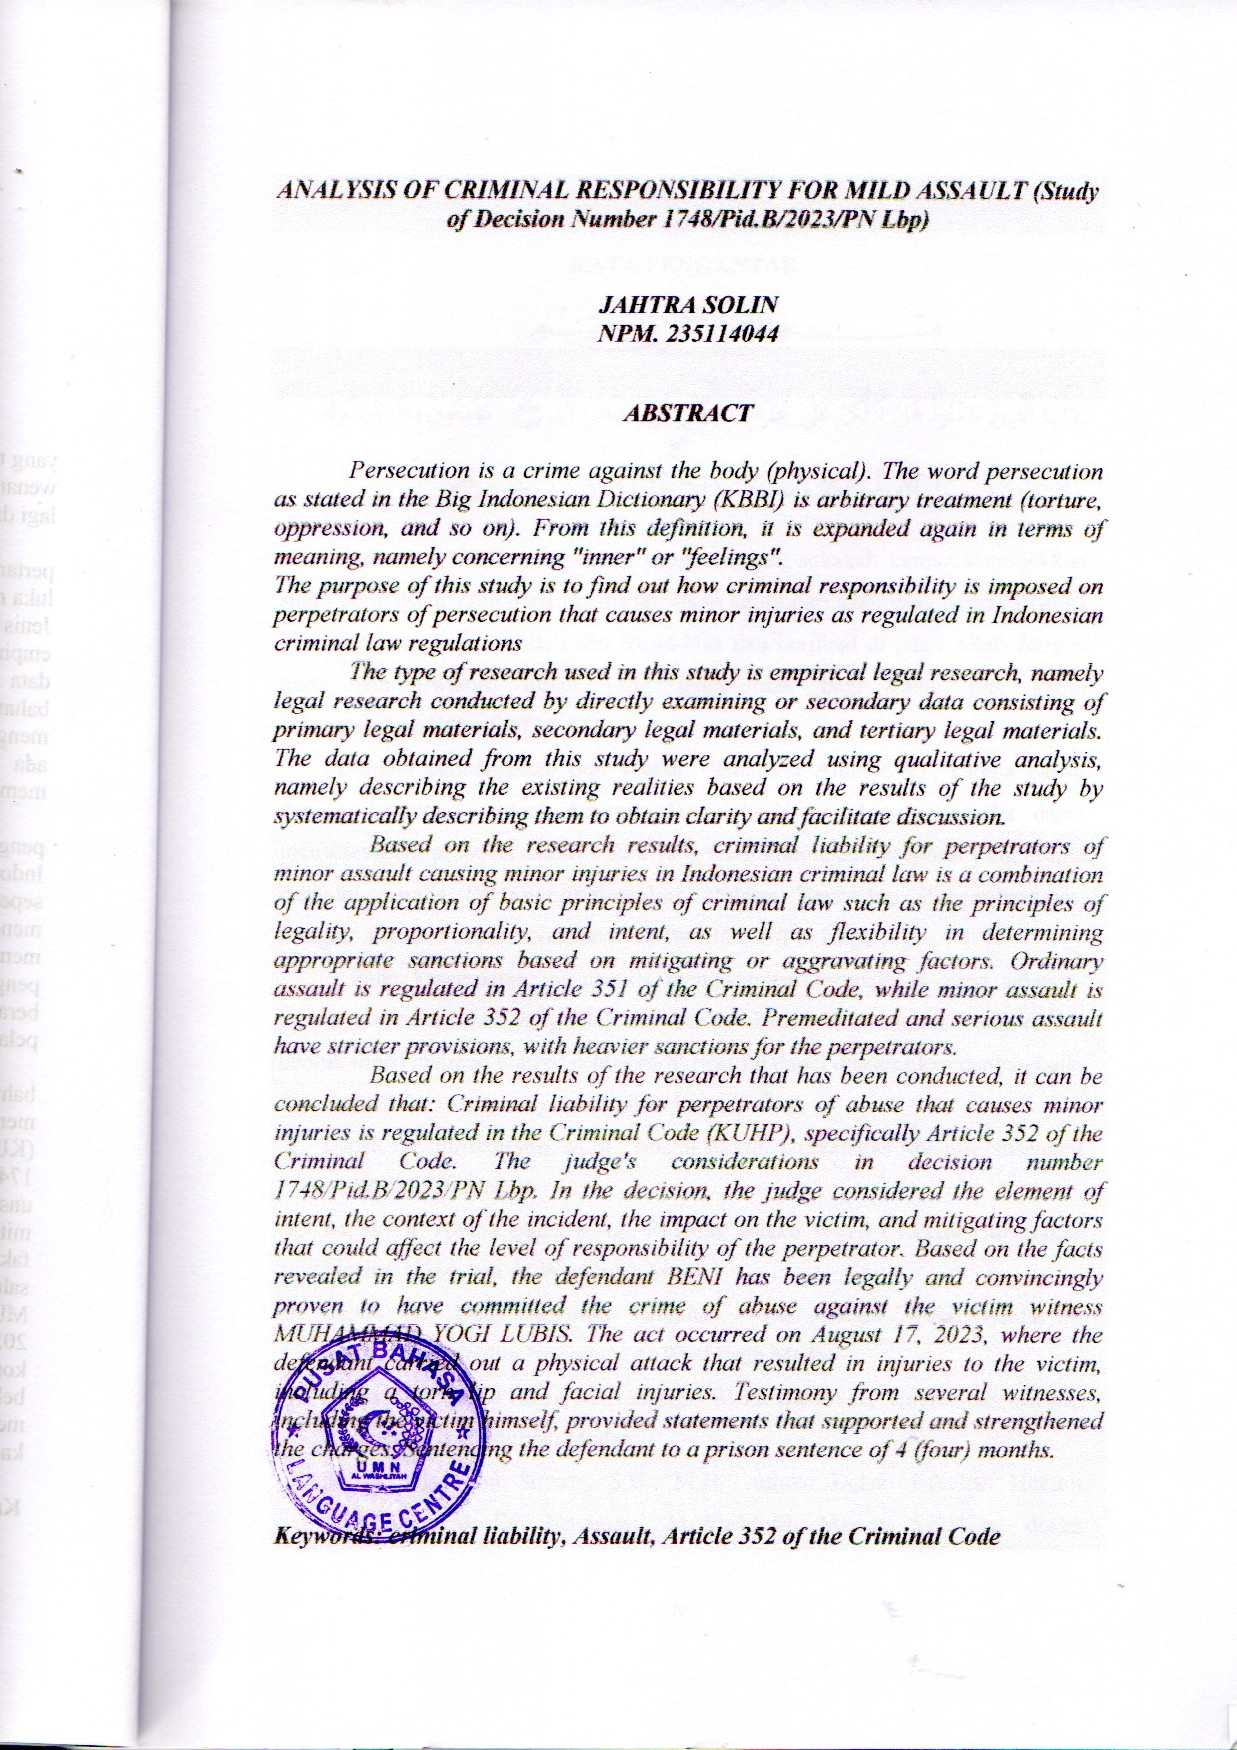 ANALYSIS OF CRIMINAL RESPONSIBILITY FOR MILD ASSAULT (Study
of Decision Number 1748/Pid.B/2023/PN Lbp)
JAHTRA SOLIN
NPM. 235114044
ABSTRACT
Persecution is a crime against the body (physical). The word persecution
as stated in the Big Indonesian Dictionary (KBBI) is arbitrary treatment (torture,
oppression, and so on). From this definition, it is expanded again in terms of
meaning, namely concerning "inner" or "feelings".
The purpose of this study is to find out how criminal responsibility is imposed on
perpetrators of persecution that causes minor injuries as regulated in Indonesian
criminal law regulations
The type of research used in this study is empirical legal research, namely
legal research conducted by directly examining or secondary data consisting of
primary legal materials, secondary legal materials, and tertiary legal materials.
The data obtained from this study were analyzed using qualitative analysis,
namely describing the existing realities based on the results of the study by
systematically describing them to obtain clarity and facilitate discussion.
Based on the research results, criminal liability for perpetrators of
minor assault causing minor injuries in Indonesian criminal law is a combination
of the application of basic principles of criminal law such as the principles of
legality, proportionality, and intent, as well as flexibility in determining
appropriate sanctions based on mitigating or aggravating factors. Ordinary
assault is regulated in Article 351 of the Criminal Code, while minor assault is
regulated in Article 352 of the Criminal Code. Premeditated and serious assault
have stricter provisions, with heavier sanctions for the perpetrators.
Based on the results of the research that has been conducted, it can be
concluded that: Criminal liability for perpetrators of abuse that causes minor
injuries is regulated in the Criminal Code (KUHP), specifically Article 352 of the
Criminal Code. The judge's considerations in decision number
1748/Pid.B/2023/PN Lbp. In the decision, the judge considered the element of
intent, the context of the incident, the impact on the victim, and mitigating factors
that could affect the level of responsibility of the perpetrator. Based on the facts
revealed in the trial, the defendant BENI has been legally and convincingly
proven to have committed the crime of abuse against the victim witness
MUHAMMAD YOGI LUBIS. The act occurred on August 17, 2023, where the
defendant carried out a physical attack that resulted in injuries to the victim,
including a torn lip and facial injuries. Testimony from several witnesses,
including the victim himself, provided statements that supported and strengthened
the charges. Sentencing the defendant to a prison sentence of 4 (four) months.
PUSAT BAHASA
UMN
AL WASHLIYAH
LANGUAGE CENTRE
Keywords: criminal liability, Assault, Article 352 of the Criminal Code